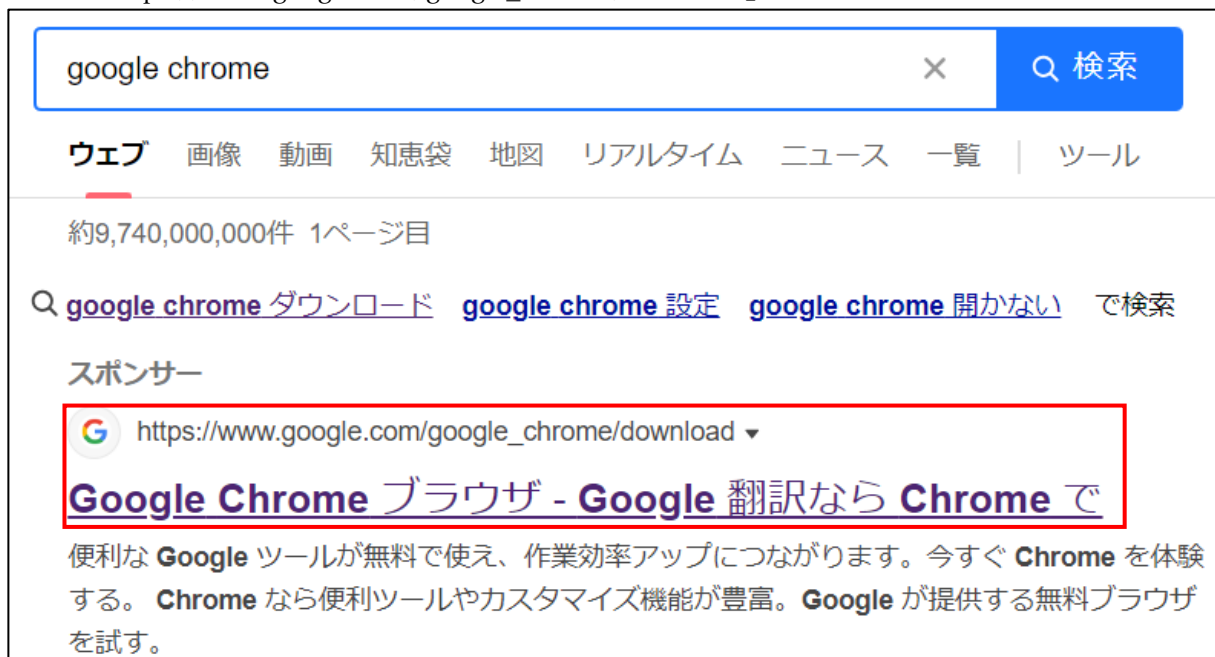 google chrome × 検索
ウェブ 画像 動画 知恵袋 地図 リアルタイム ニュース 一覧 | ツール
約9,740,000,000件 1ページ目
google chrome ダウンロード google chrome 設定 google chrome 開かない で検索
スポンサー
G https://www.google.com/google_chrome/download
Google Chrome ブラウザ - Google 翻訳なら Chrome で
便利な Google ツールが無料で使え、作業効率アップにつながります。今すぐ Chrome を体験
する。 Chrome なら便利ツールやカスタマイズ機能が豊富。Google が提供する無料ブラウザ
を試す。